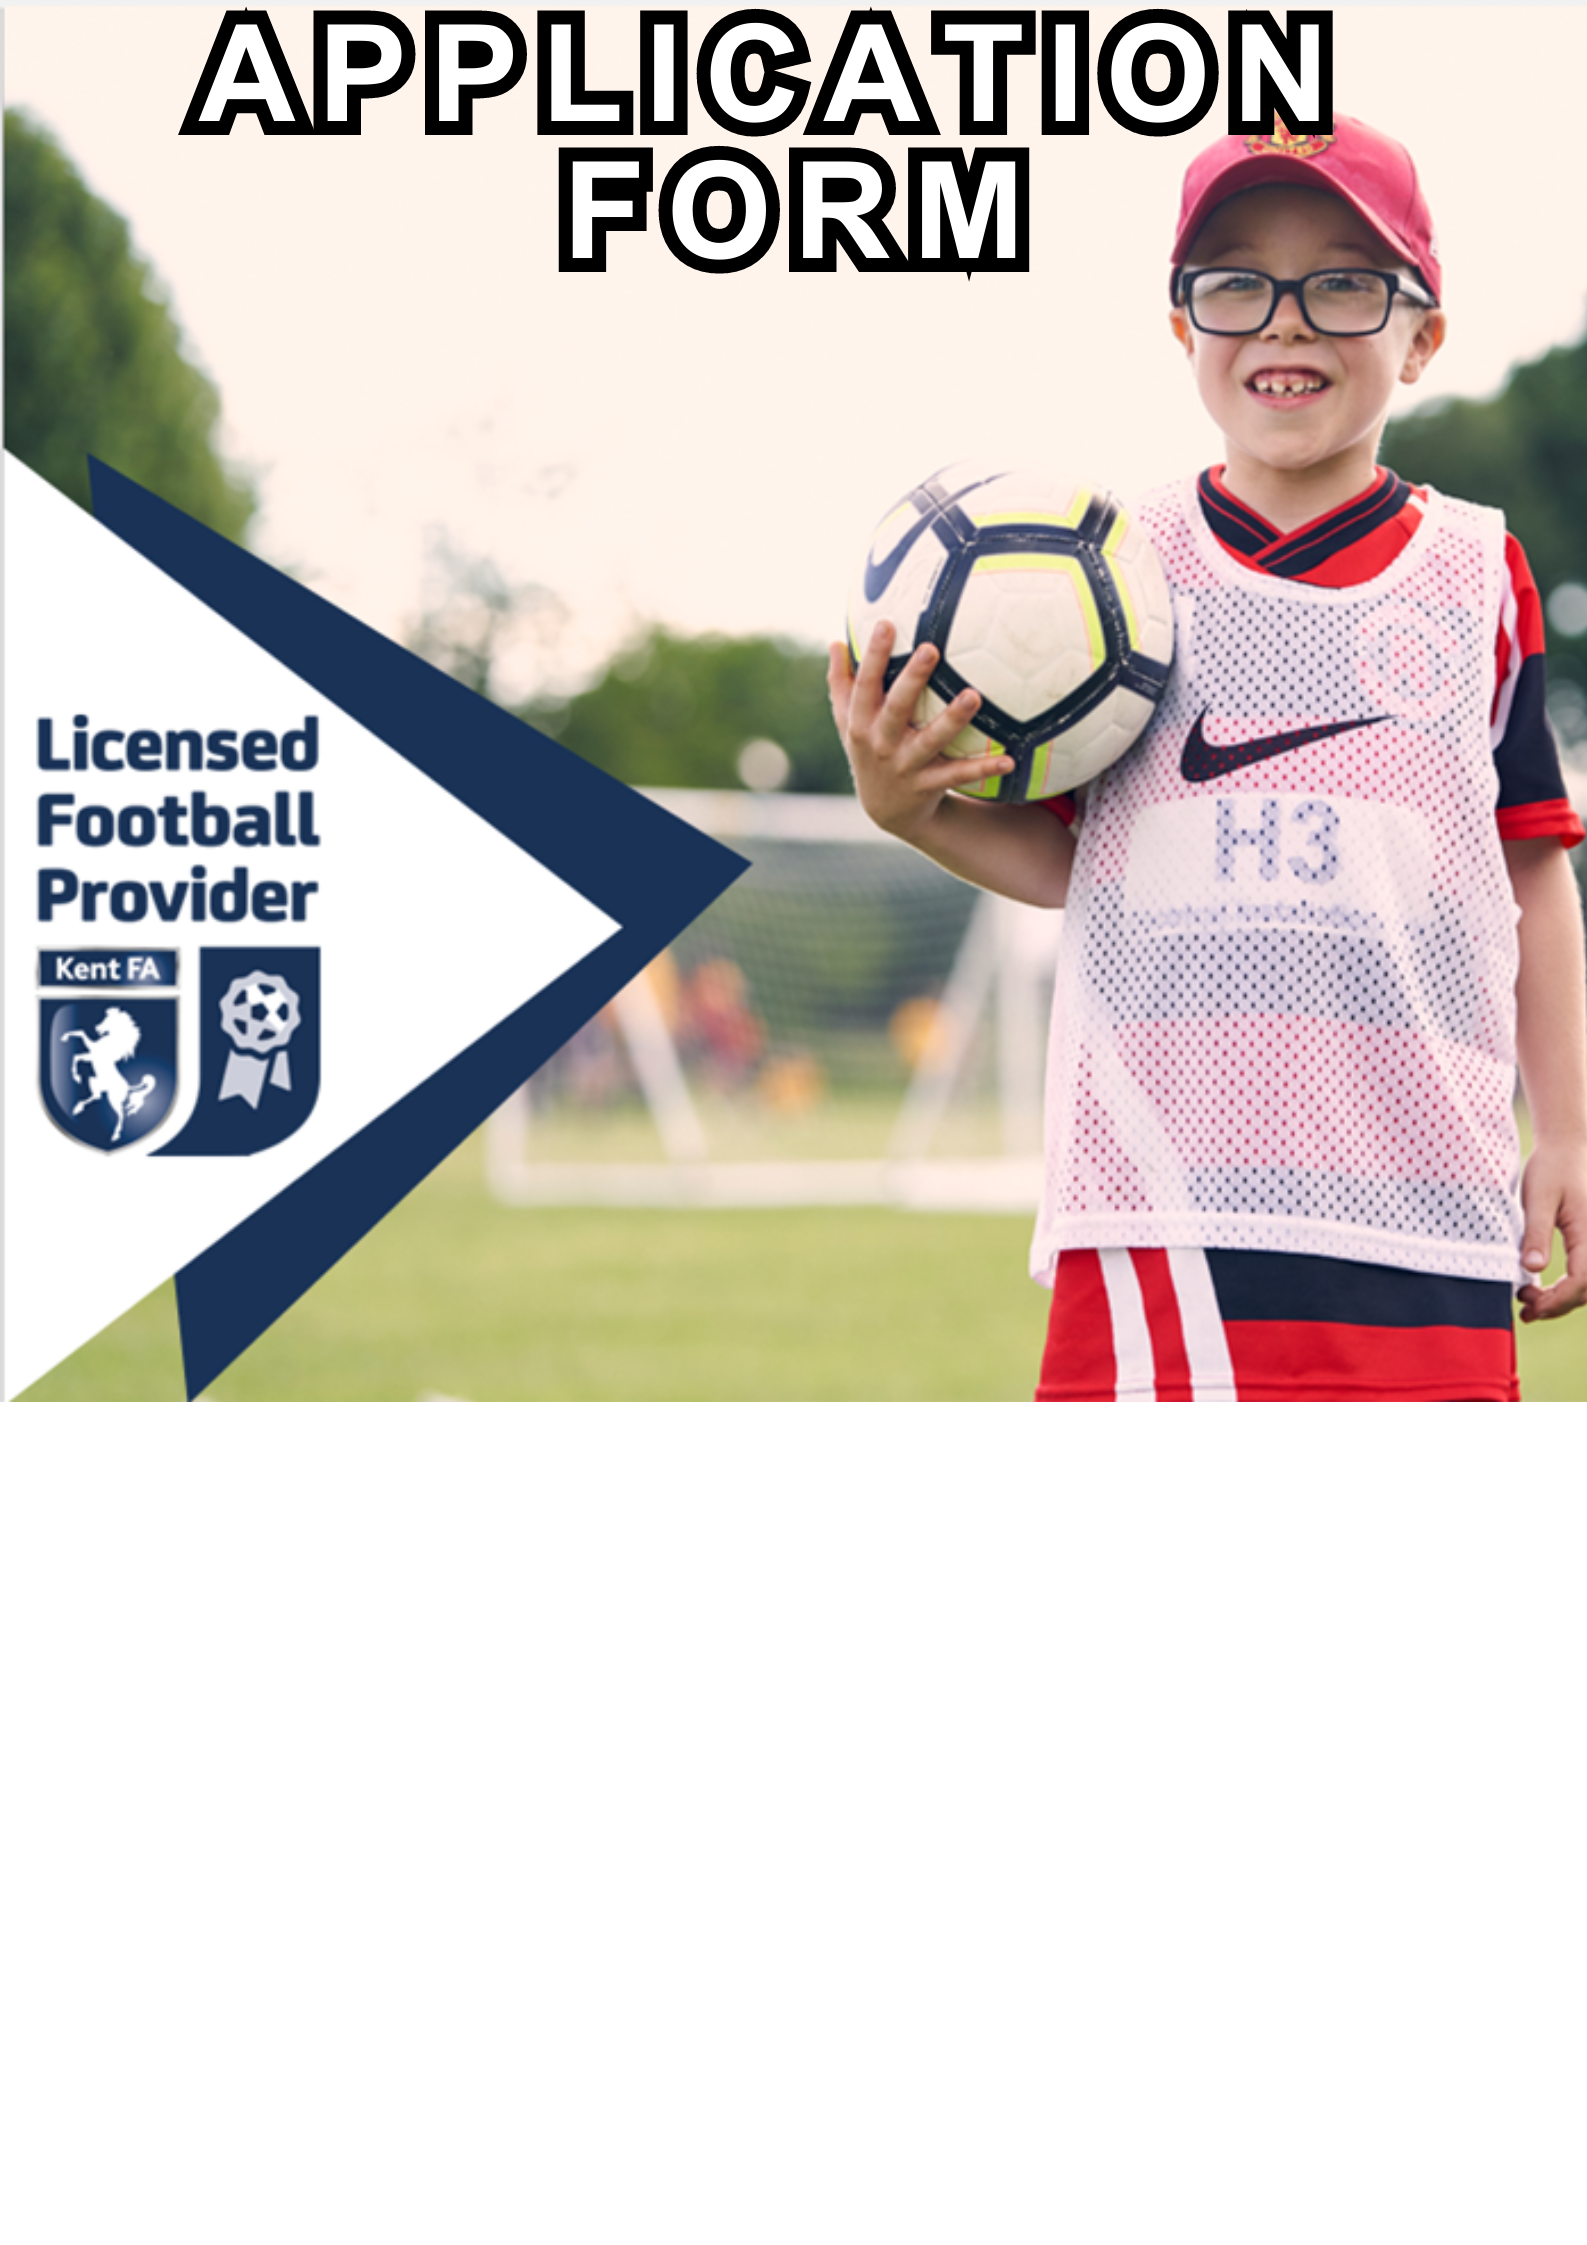 APPLICATION
FORM
Licensed
Football
Provider
Kent FA
H3